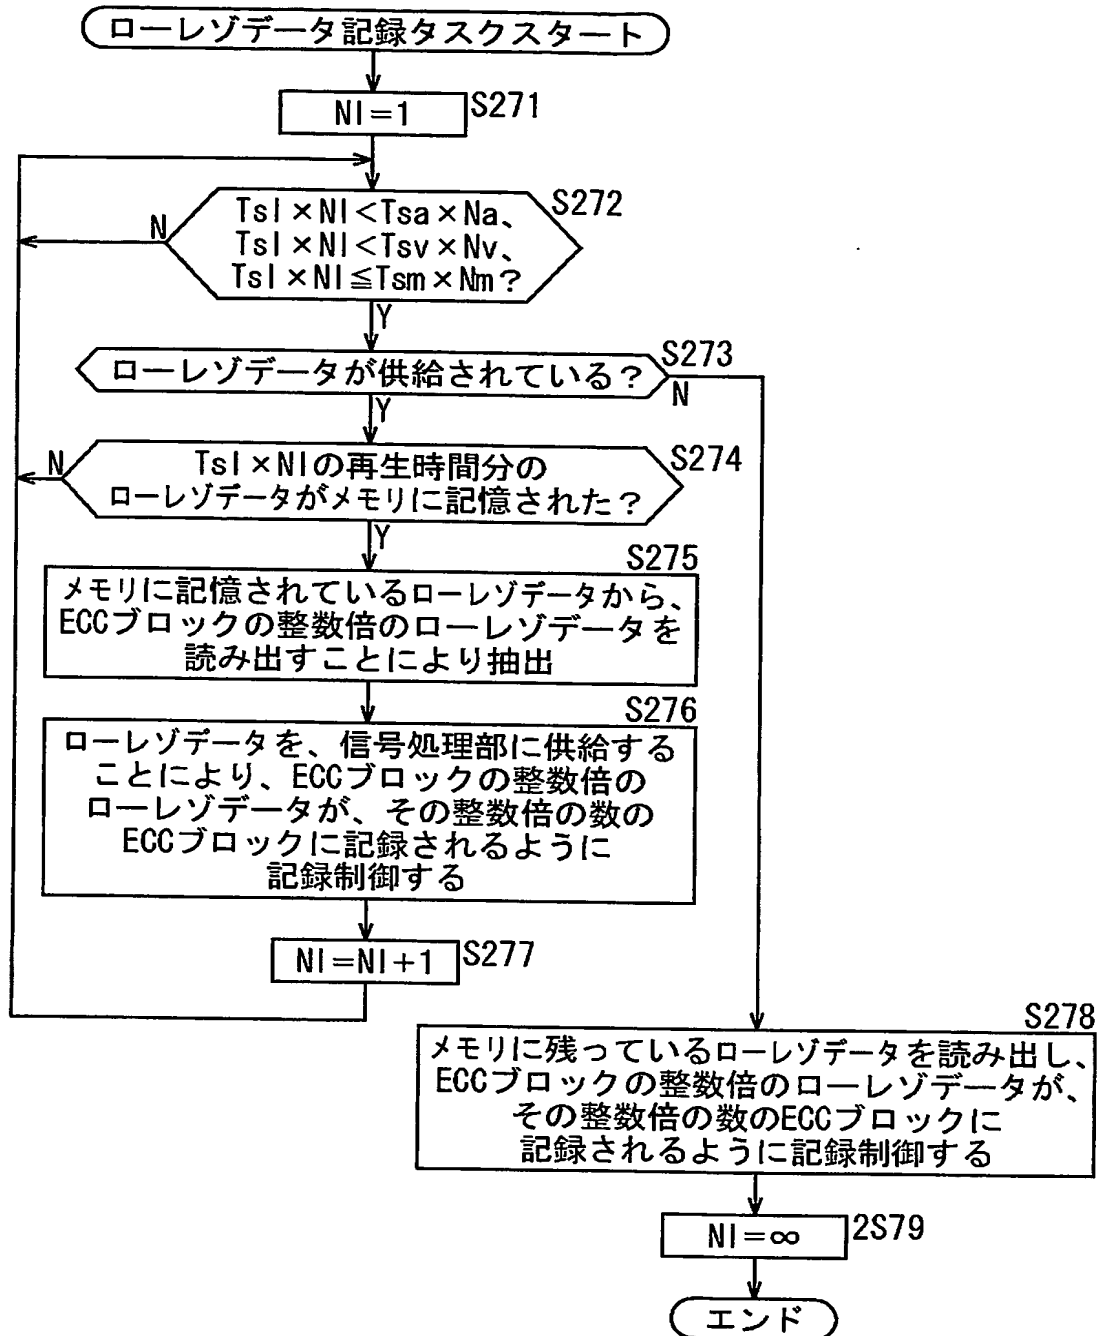 ローレゾデータ記録タスクスタート
Nl=1
S271
Tsl×Nl<Tsa×Na、
Tsl×Nl<Tsv×Nv、
Tsl×Nl≦Tsm×Nm?
S272
N
Y
ローレゾデータが供給されている?
S273
N
Y
Tsl×Nlの再生時間分の
ローレゾデータがメモリに記憶された?
S274
N
Y
S275
メモリに記憶されているローレゾデータから、
ECCブロックの整数倍のローレゾデータを
読み出すことにより抽出
S276
ローレゾデータを、信号処理部に供給する
ことにより、ECCブロックの整数倍の
ローレゾデータが、その整数倍の数の
ECCブロックに記録されるように
記録制御する
Nl=Nl+1
S277
S278
メモリに残っているローレゾデータを読み出し、
ECCブロックの整数倍のローレゾデータが、
その整数倍の数のECCブロックに
記録されるように記録制御する
Nl=∞
2S79
エンド